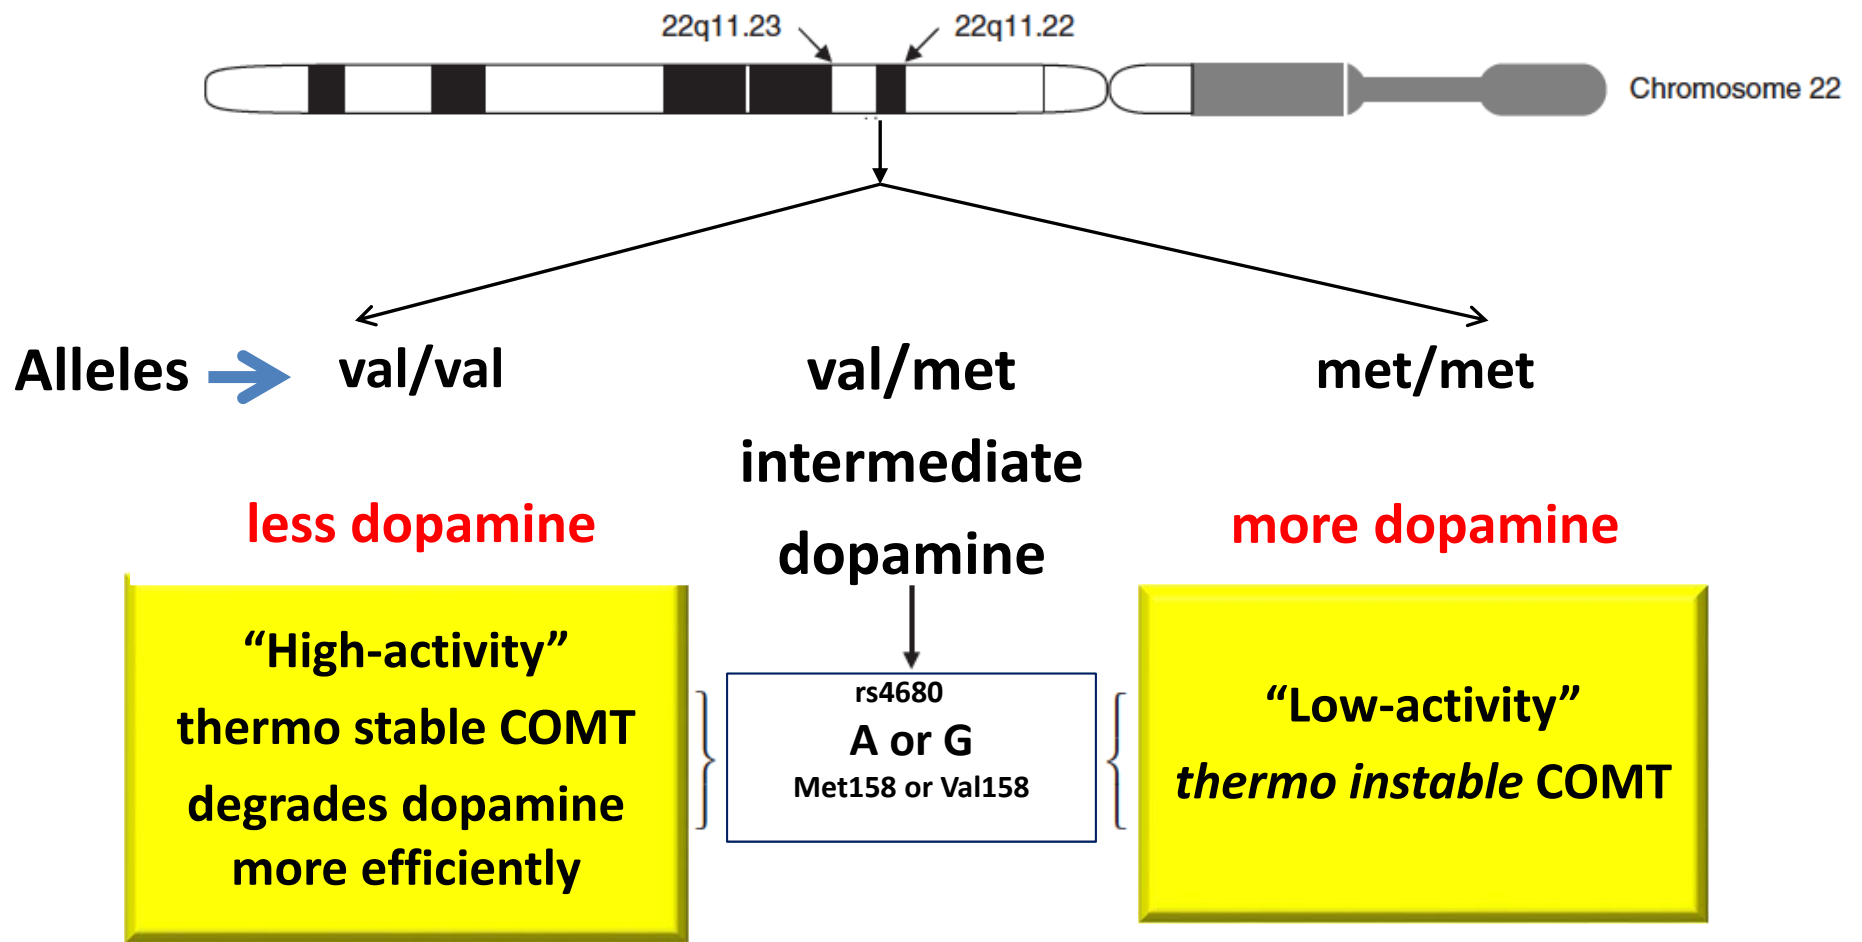 22q11.23
22q11.22
Chromosome 22
Alleles
val/val
val/met
met/met
intermediate
dopamine
less dopamine
more dopamine
“High-activity”
thermo stable COMT
degrades dopamine
more efficiently
rs4680
A or G
Met158 or Val158
“Low-activity”
thermo instable COMT